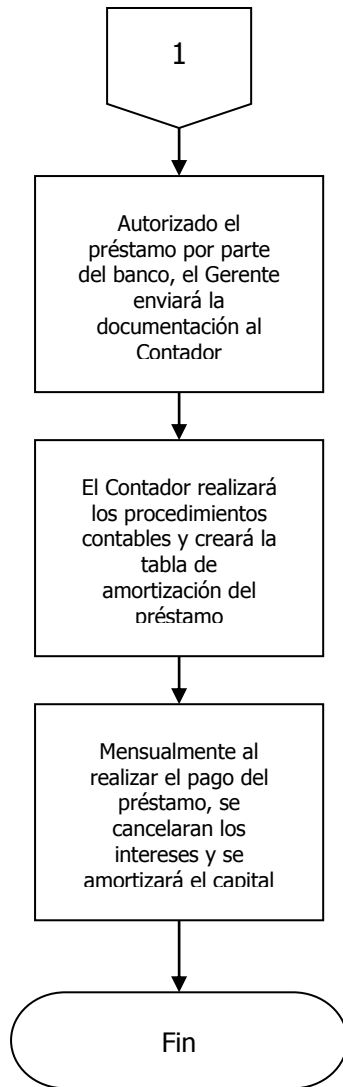 1
Autorizado el
préstamo por parte
del banco, el Gerente
enviará la
documentación al
Contador
El Contador realizará
los procedimientos
contables y creará la
tabla de
amortización del
préstamo
Mensualmente al
realizar el pago del
préstamo, se
cancelaran los
intereses y se
amortizará el capital
Fin